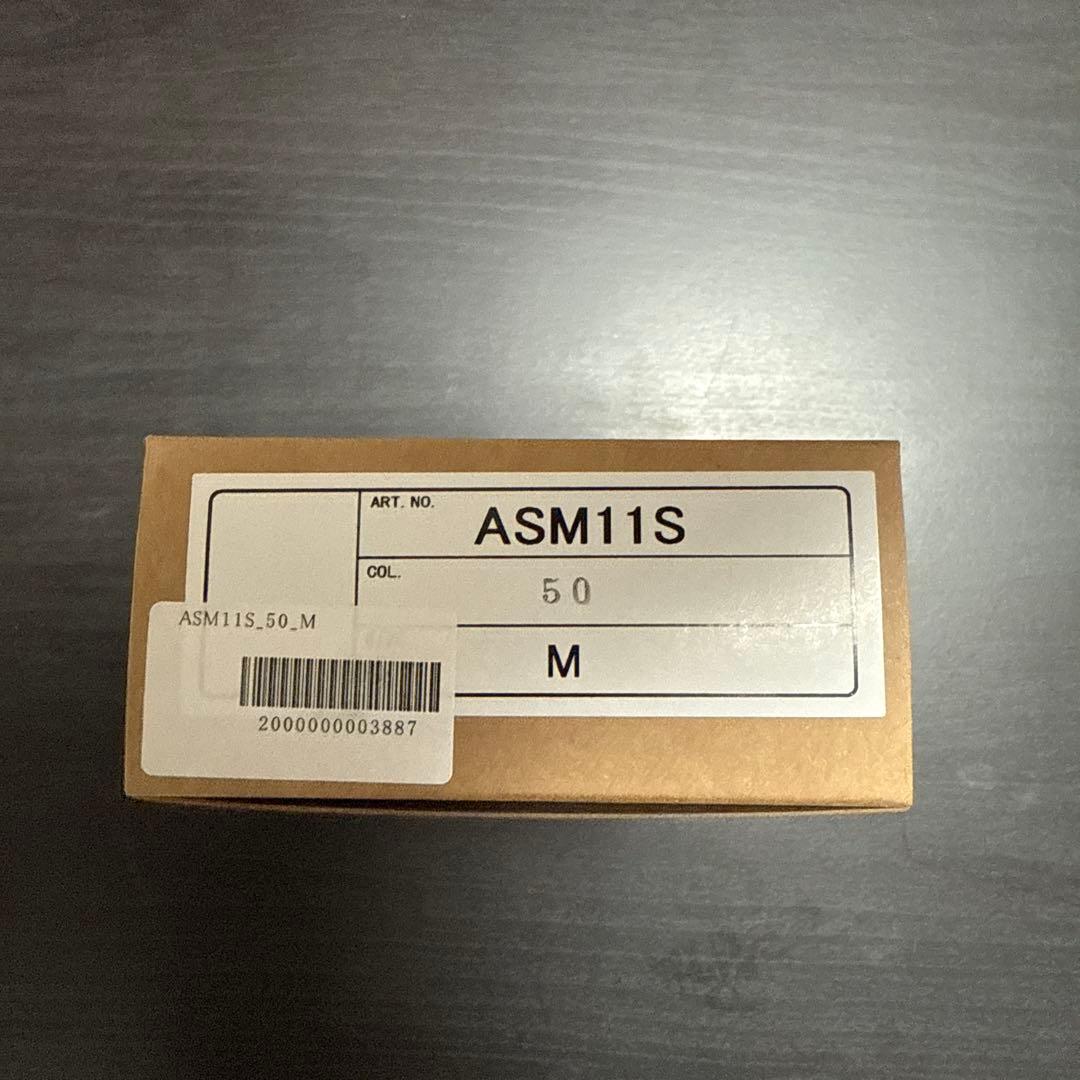 ART. NO.
ASM11S
COL.
50
M
ASM11S_50_M
2000000003887